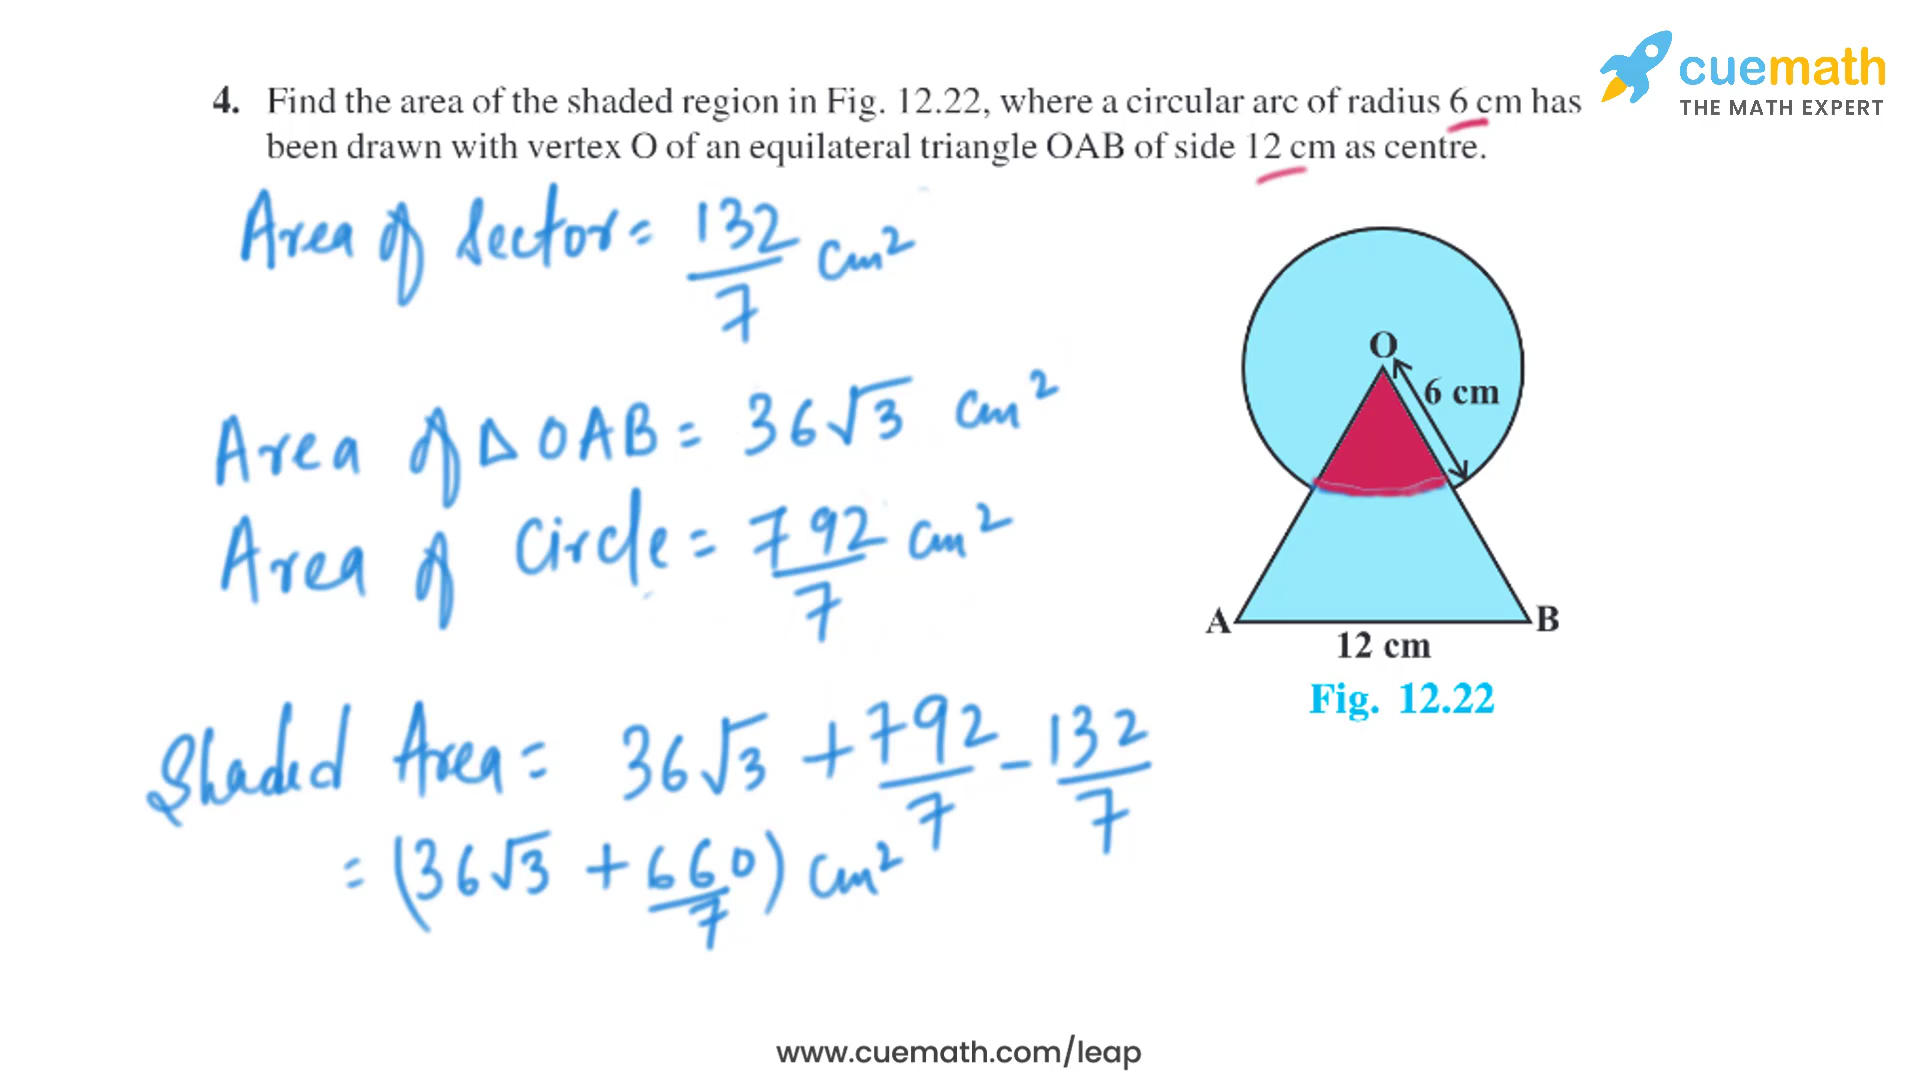 cuemath
THE MATH EXPERT
4. Find the area of the shaded region in Fig. 12.22, where a circular arc of radius 6 cm has
been drawn with vertex O of an equilateral triangle OAB of side 12 cm as centre.
Area of Sector = 132/7 cm²
Area of △OAB = 36√3 cm²
Area of Circle = 792/7 cm²
Shaded Area = 36√3 + 792/7 - 132/7
= (36√3 + 660/7) cm²
O
6 cm
A
B
12 cm
Fig. 12.22
www.cuemath.com/leap